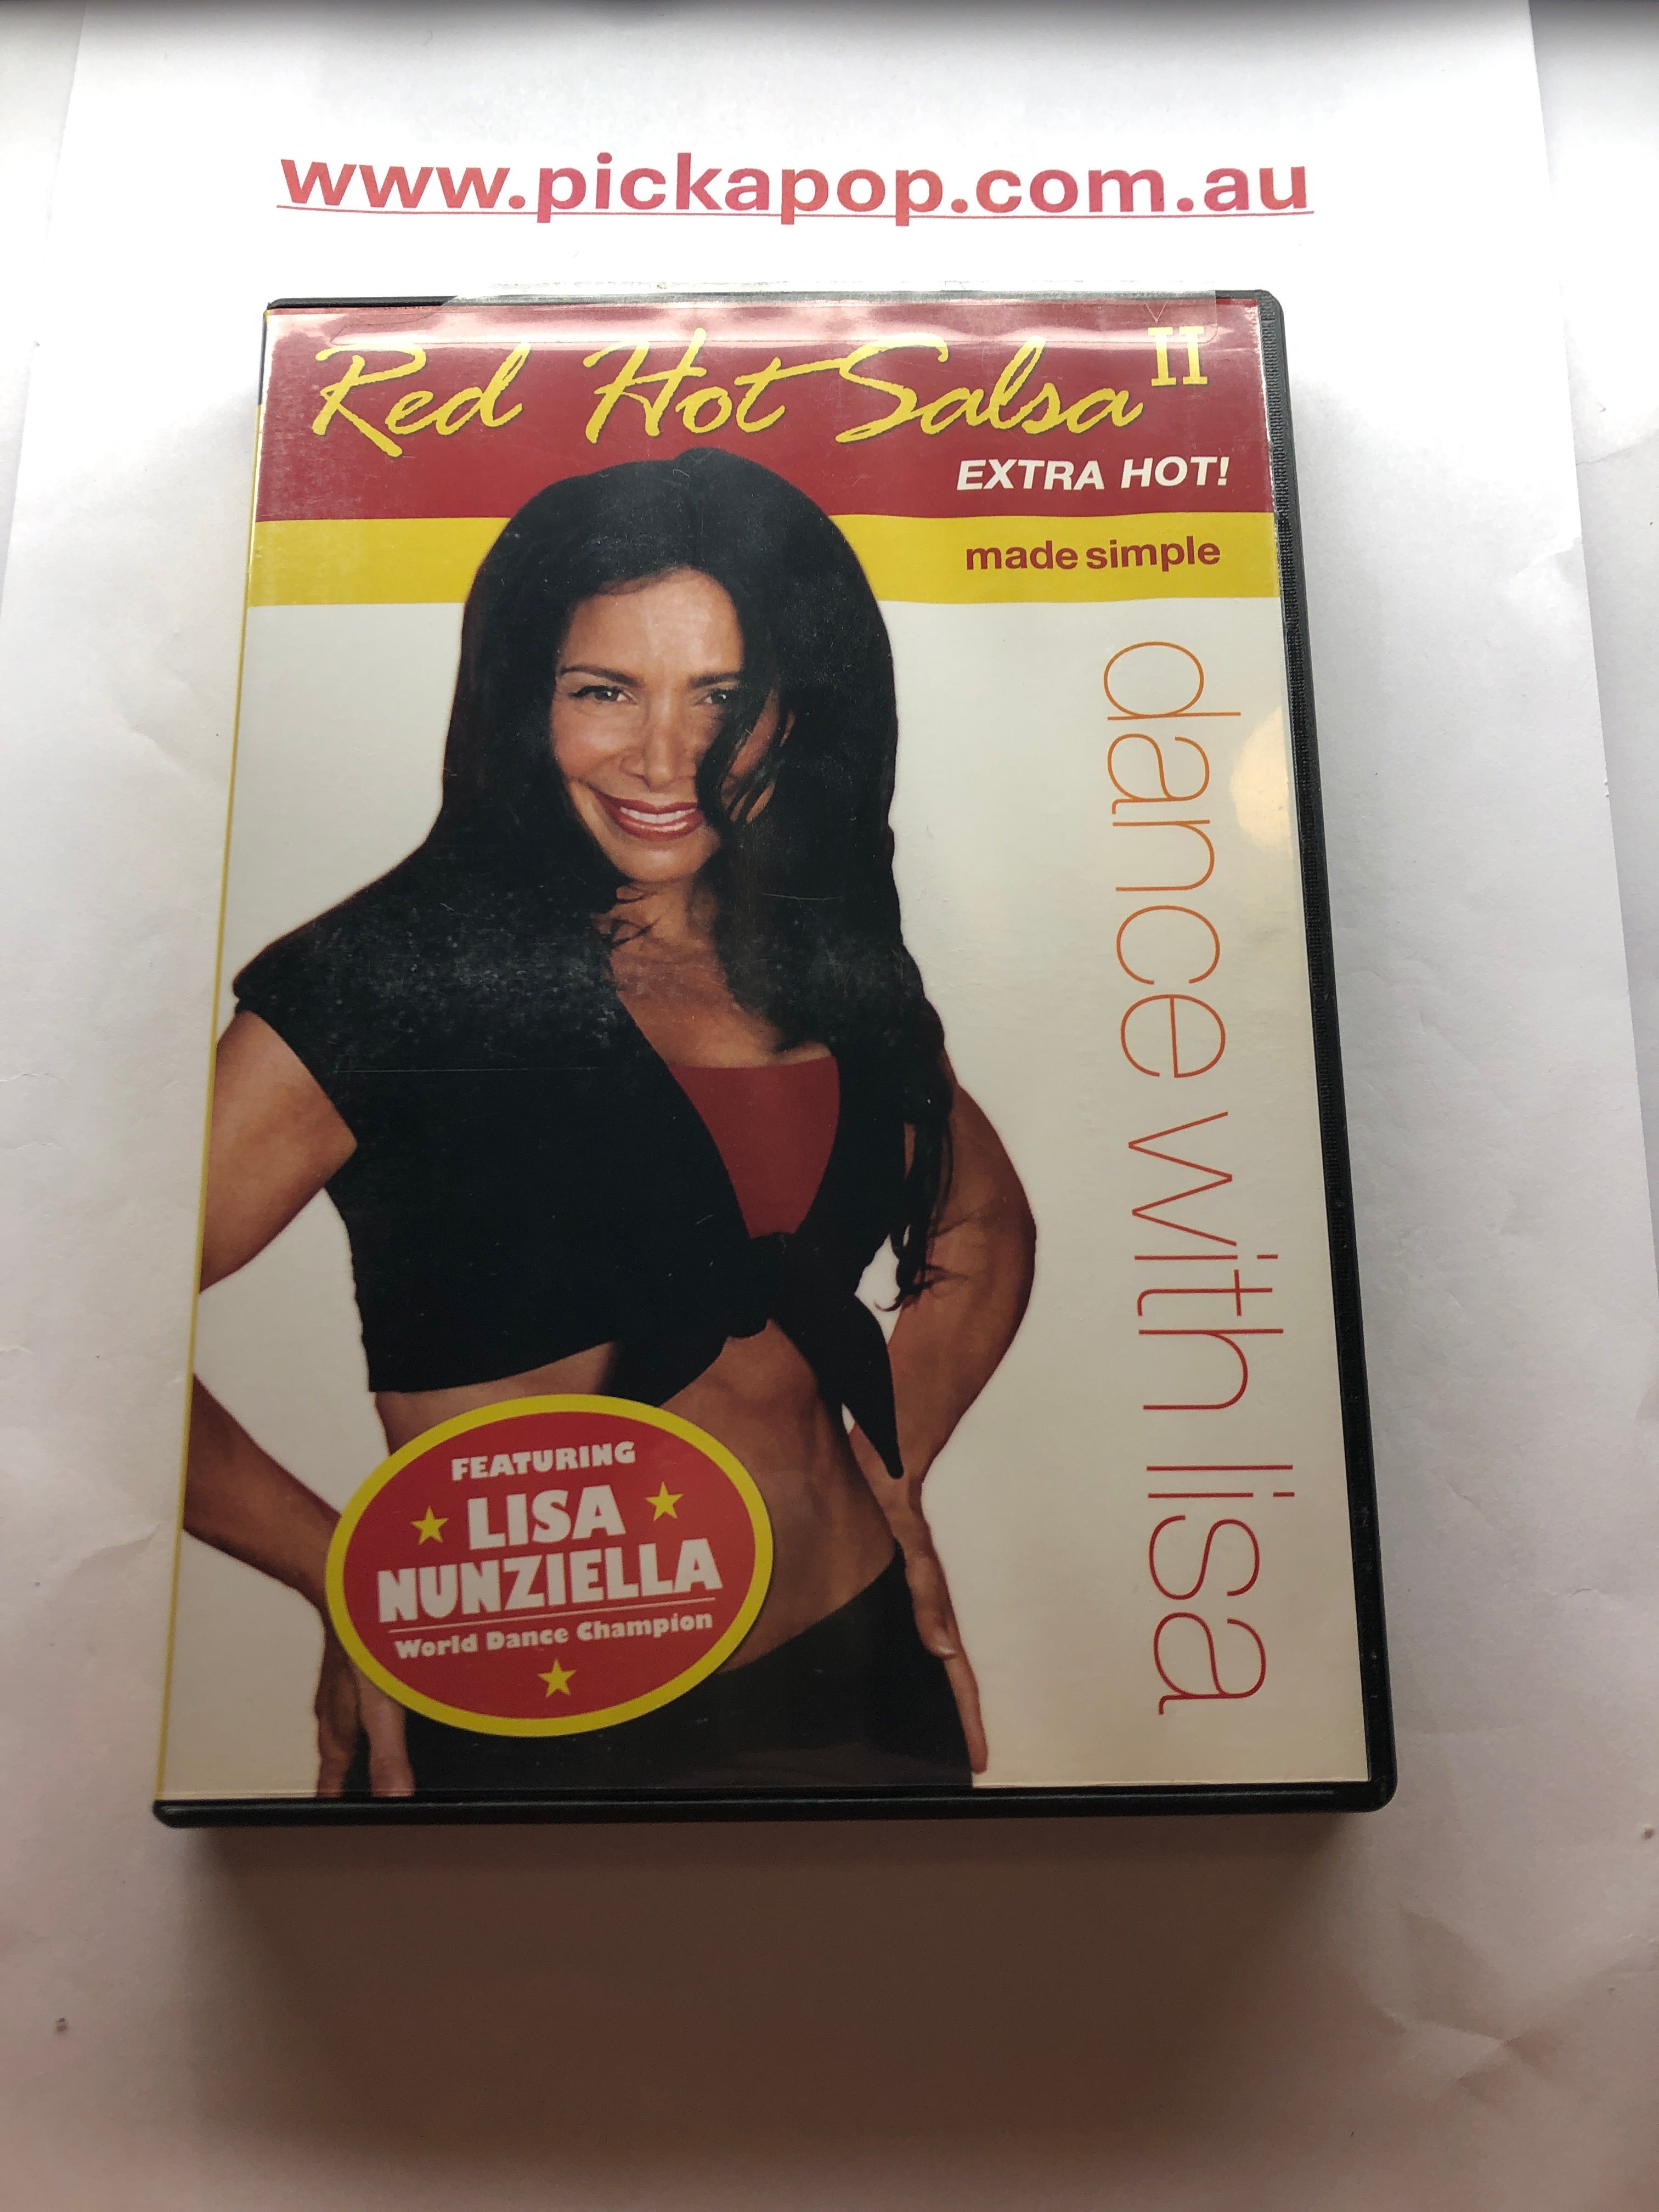 www.pickapop.com.au
Red Hot Salsa II
EXTRA HOT!
made simple
dance with lisa
FEATURING
LISA
NUNZIELLA
World Dance Champion